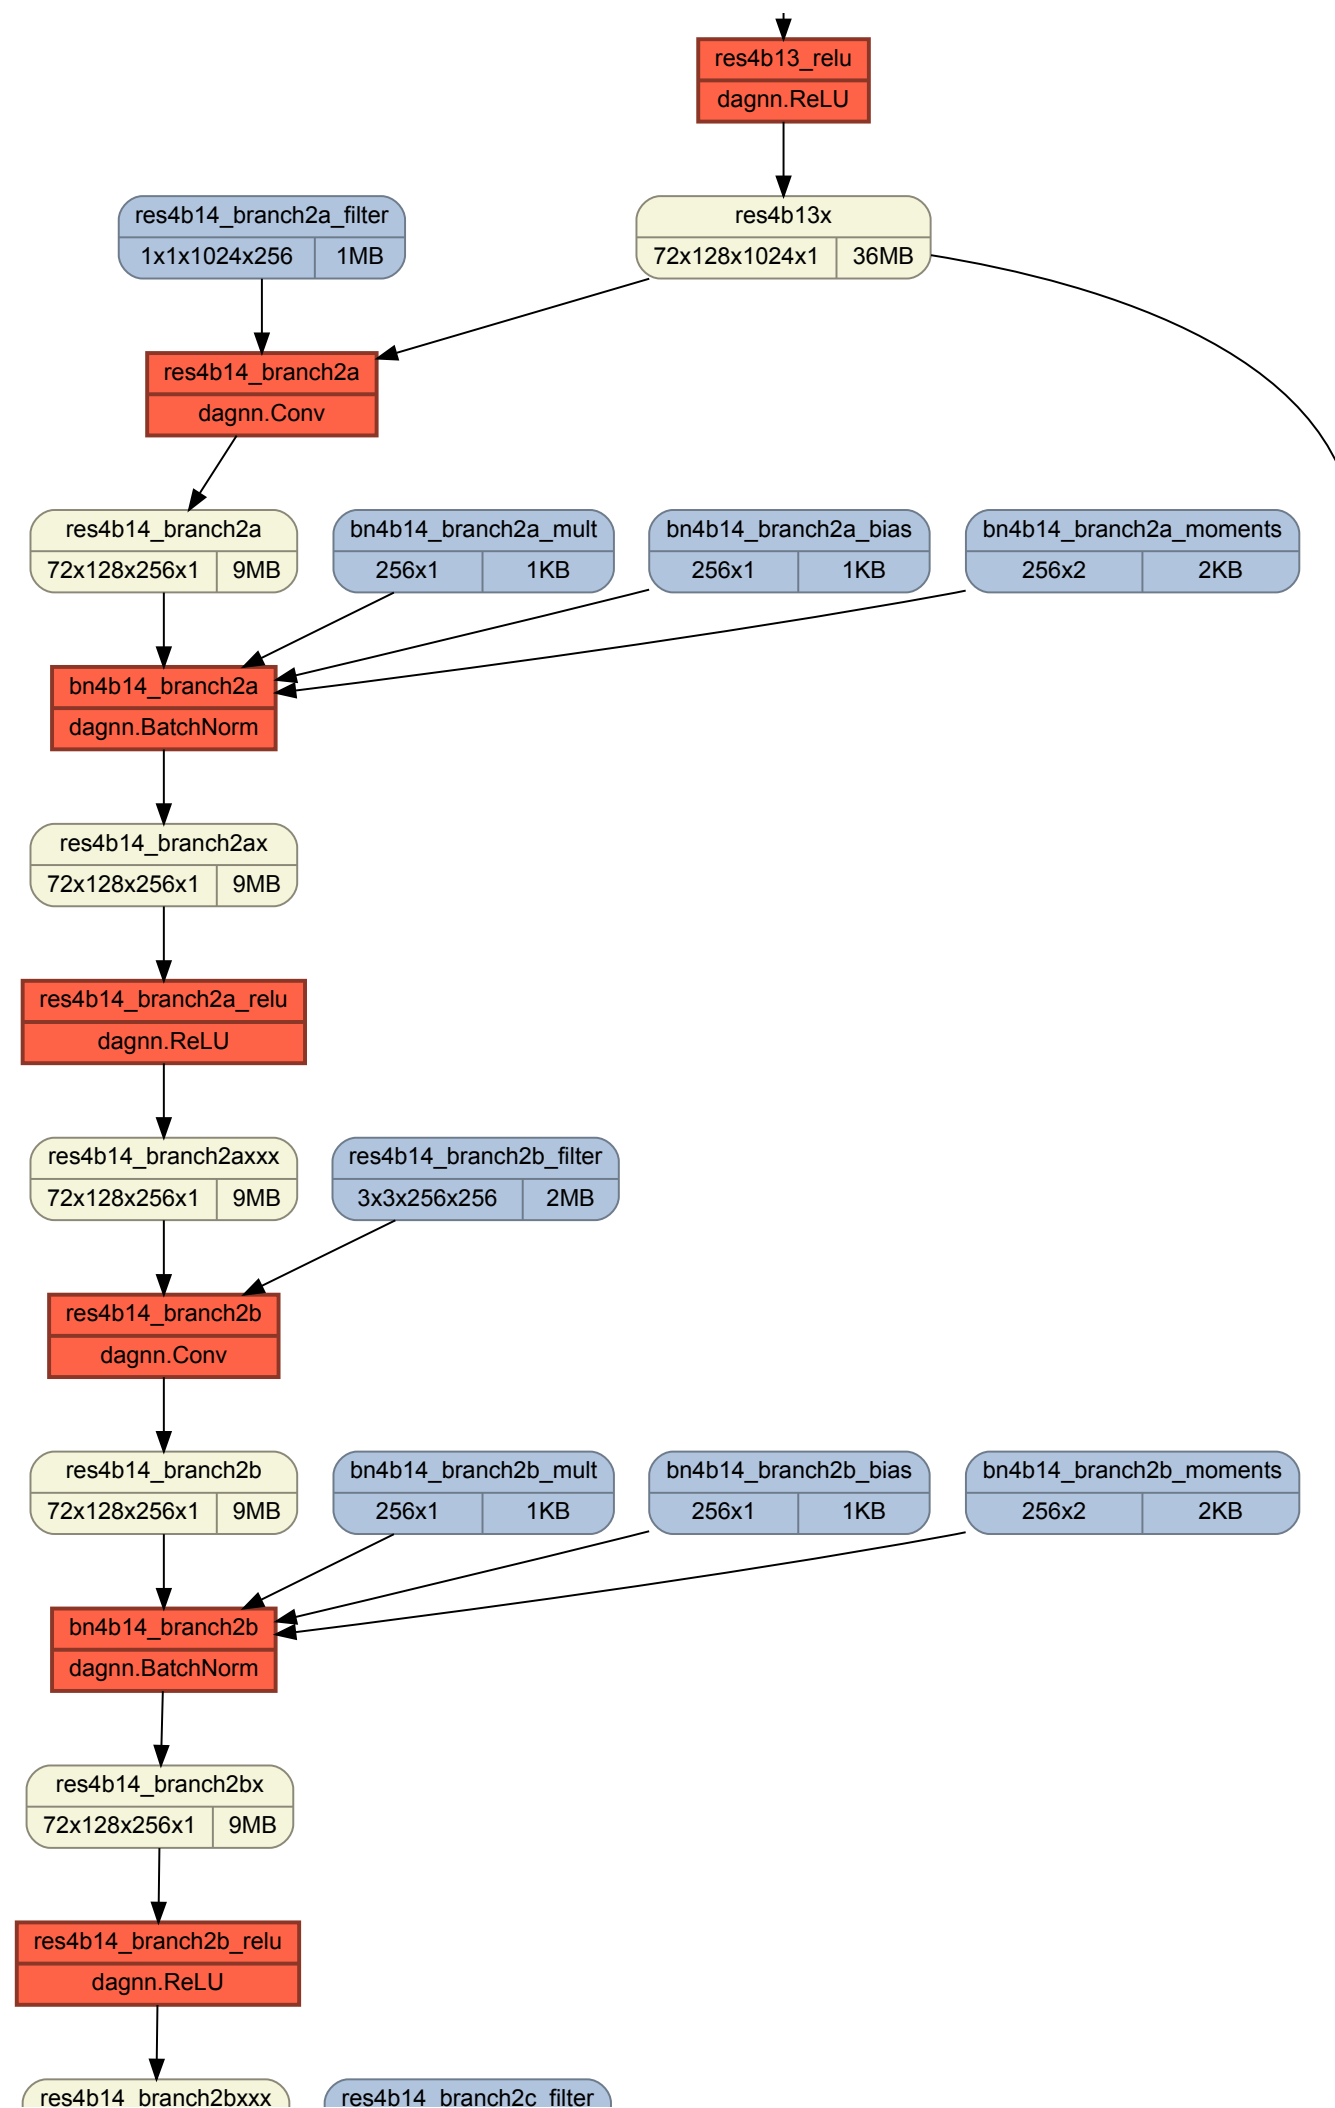 res4b13_relu
dagnn.ReLU
res4b14_branch2a_filter
1x1x1024x256 1MB
res4b13x
72x128x1024x1 36MB
res4b14_branch2a
dagnn.Conv
res4b14_branch2a
72x128x256x1 9MB
bn4b14_branch2a_mult
256x1 1KB
bn4b14_branch2a_bias
256x1 1KB
bn4b14_branch2a_moments
256x2 2KB
bn4b14_branch2a
dagnn.BatchNorm
res4b14_branch2ax
72x128x256x1 9MB
res4b14_branch2a_relu
dagnn.ReLU
res4b14_branch2axxx
72x128x256x1 9MB
res4b14_branch2b_filter
3x3x256x256 2MB
res4b14_branch2b
dagnn.Conv
res4b14_branch2b
72x128x256x1 9MB
bn4b14_branch2b_mult
256x1 1KB
bn4b14_branch2b_bias
256x1 1KB
bn4b14_branch2b_moments
256x2 2KB
bn4b14_branch2b
dagnn.BatchNorm
res4b14_branch2bx
72x128x256x1 9MB
res4b14_branch2b_relu
dagnn.ReLU
res4b14_branch2bxxx
res4b14_branch2c_filter